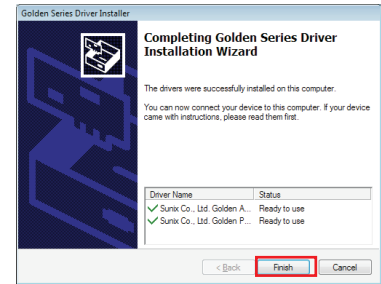 Golden Series Driver Installer
Completing Golden Series Driver
Installation Wizard
The drivers were successfully installed on this computer.
You can now connect your device to this computer. If your device
came with instructions, please read them first.
Driver Name Status
Sunix Co., Ltd. Golden A... Ready to use
Sunix Co., Ltd. Golden P... Ready to use
< Back Finish Cancel